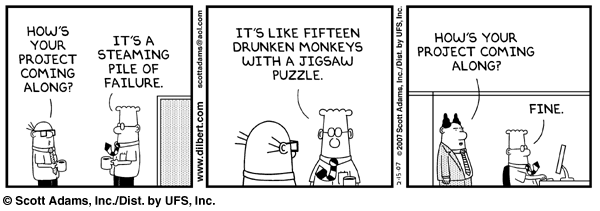 HOW'S
YOUR
PROJECT
COMING
ALONG?
IT'S A
STEAMING
PILE OF
FAILURE.
www.dilbert.com
scottadams@aol.com
IT'S LIKE FIFTEEN
DRUNKEN MONKEYS
WITH A JIGSAW
PUZZLE.
2-15-07
© 2007 Scott Adams, Inc./Dist. by UFS, Inc.
HOW'S YOUR
PROJECT COMING
ALONG?
FINE.
© Scott Adams, Inc./Dist. by UFS, Inc.